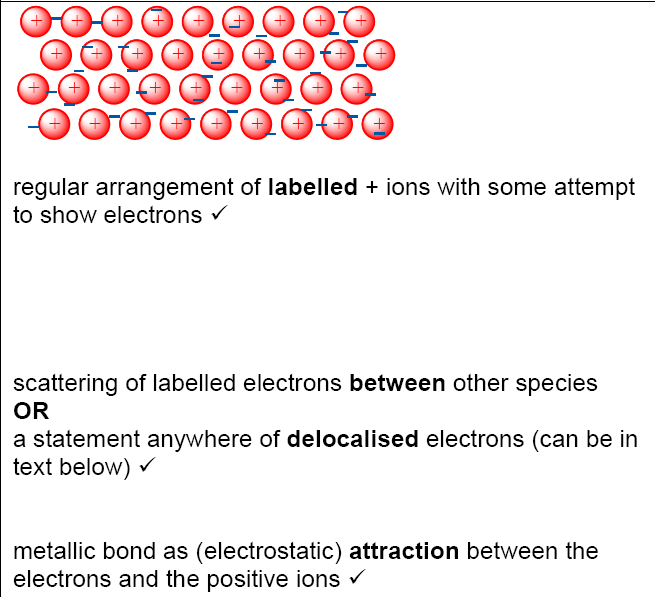 + + + + + + + + +
+ + + + + + + + +
+ + + + + + + + +
+ + + + + + + + +
regular arrangement of labelled + ions with some attempt
to show electrons ✓
scattering of labelled electrons between other species
OR
a statement anywhere of delocalised electrons (can be in
text below) ✓
metallic bond as (electrostatic) attraction between the
electrons and the positive ions ✓